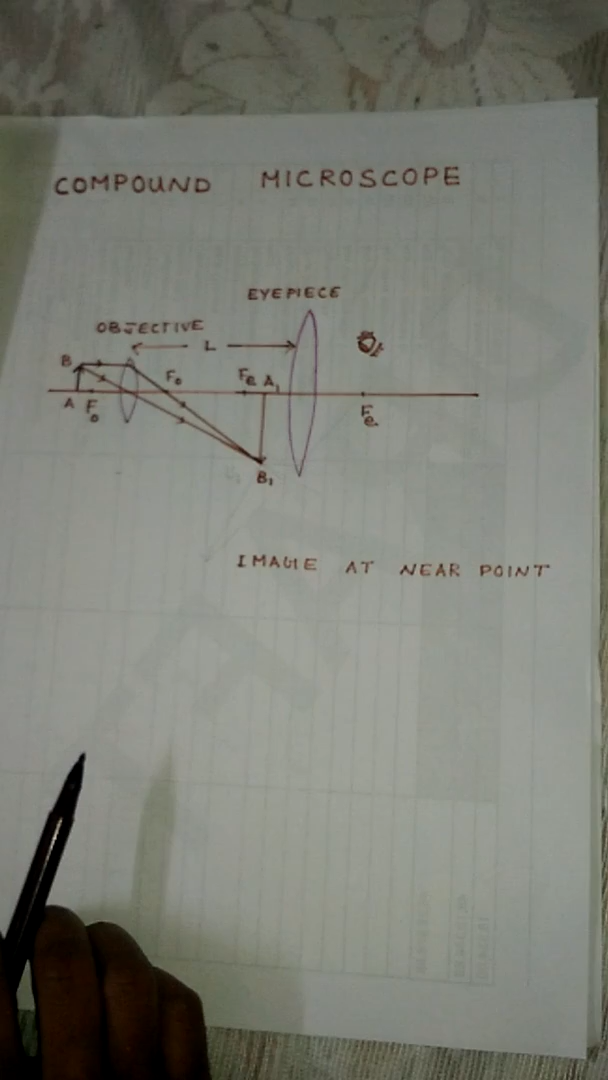 COMPOUND MICROSCOPE
EYEPIECE
OBJECTIVE
L
B
F₀
Fe A₁
A F₀
Fe
B₁
IMAGE AT NEAR POINT